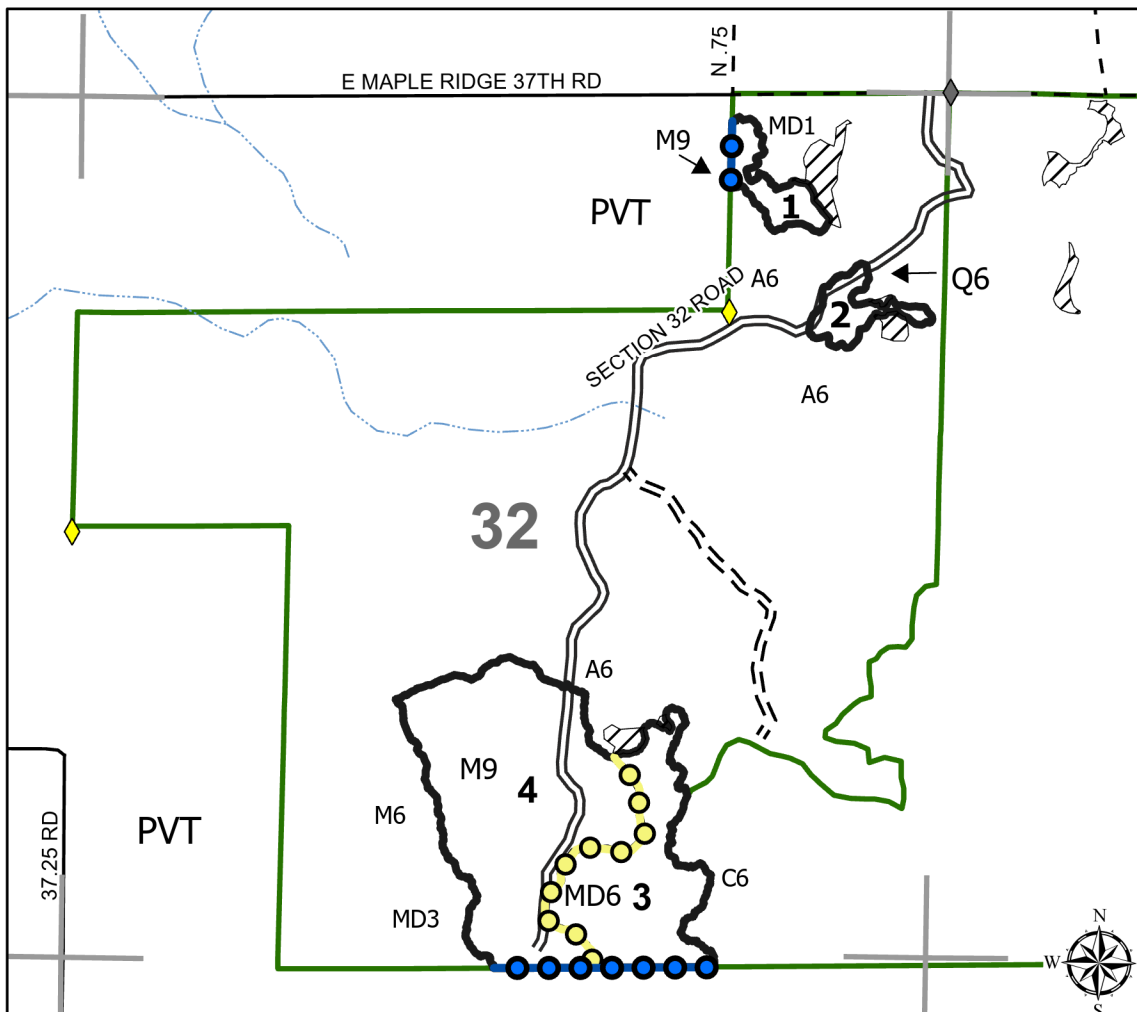 N .75
E MAPLE RIDGE 37TH RD
MD1
M9
1
PVT
A6
Q6
2
SECTION 32 ROAD
A6
32
A6
M9
4
M6
PVT
37.25 RD
C6
MD6
3
MD3
N
W
E
S